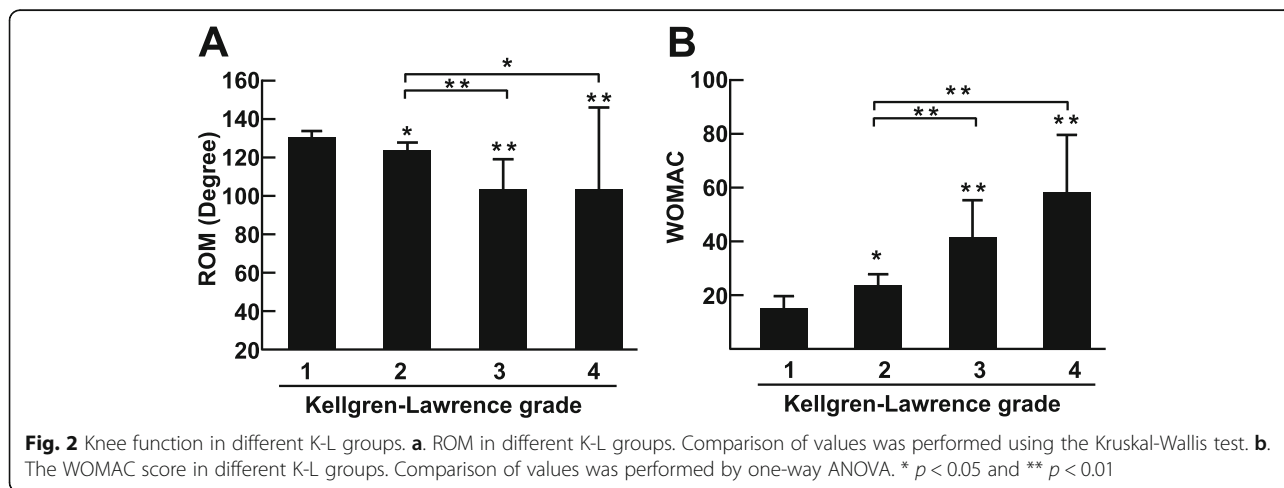 A
ROM (Degree)
160
140
120
100
80
60
40
20
*
**
**
*
**
1 2 3 4
Kellgren-Lawrence grade
B
WOMAC
100
80
60
40
20
**
**
*
**
**
1 2 3 4
Kellgren-Lawrence grade
Fig. 2 Knee function in different K-L groups. a. ROM in different K-L groups. Comparison of values was performed using the Kruskal-Wallis test. b.
The WOMAC score in different K-L groups. Comparison of values was performed by one-way ANOVA. * p < 0.05 and ** p < 0.01